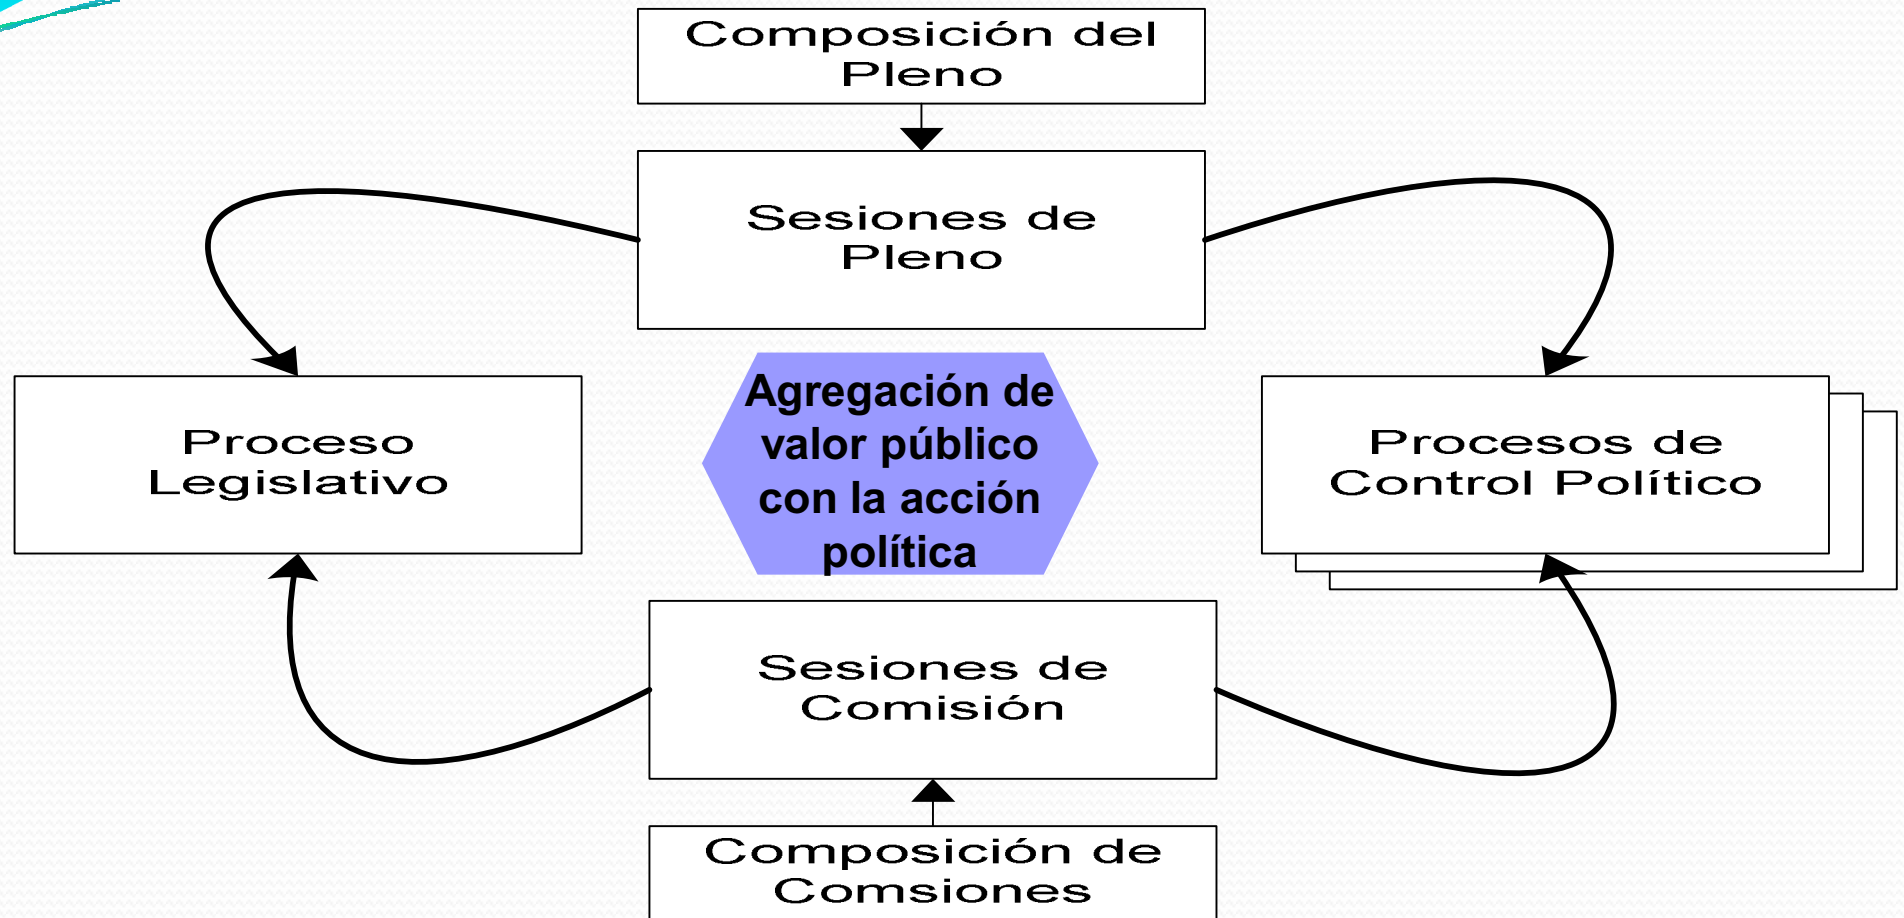 Composición del
Pleno
Sesiones de
Pleno
Proceso
Legislativo
Agregación de
valor público
con la acción
política
Procesos de
Control Político
Sesiones de
Comisión
Composición de
Comsiones